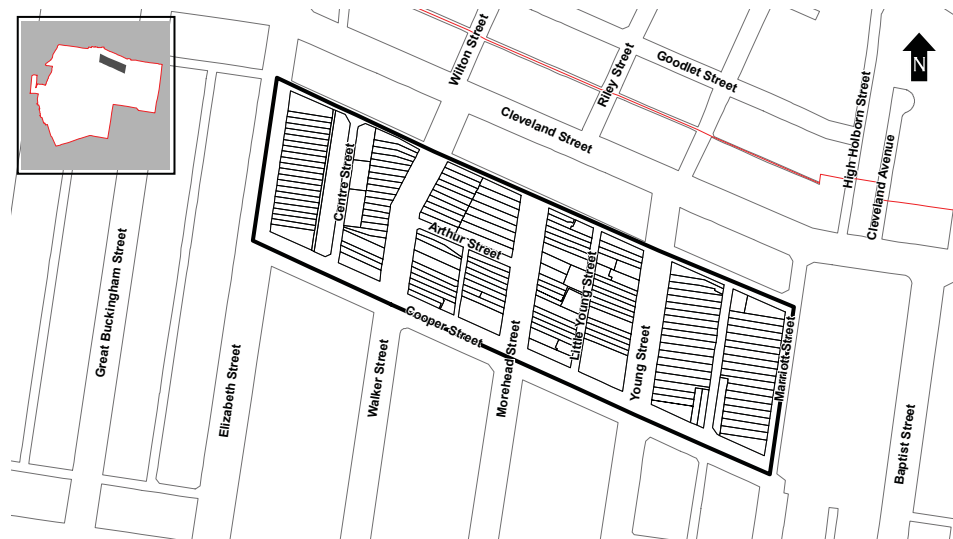 Wilton Street
Riley Street
Goodlet Street
N
Cleveland Street
High Holborn Street
Cleveland Avenue
Centre Street
Arthur Street
Great Buckingham Street
Little Young Street
Cooper Street
Elizabeth Street
Walker Street
Morehead Street
Young Street
Marriott Street
Baptist Street